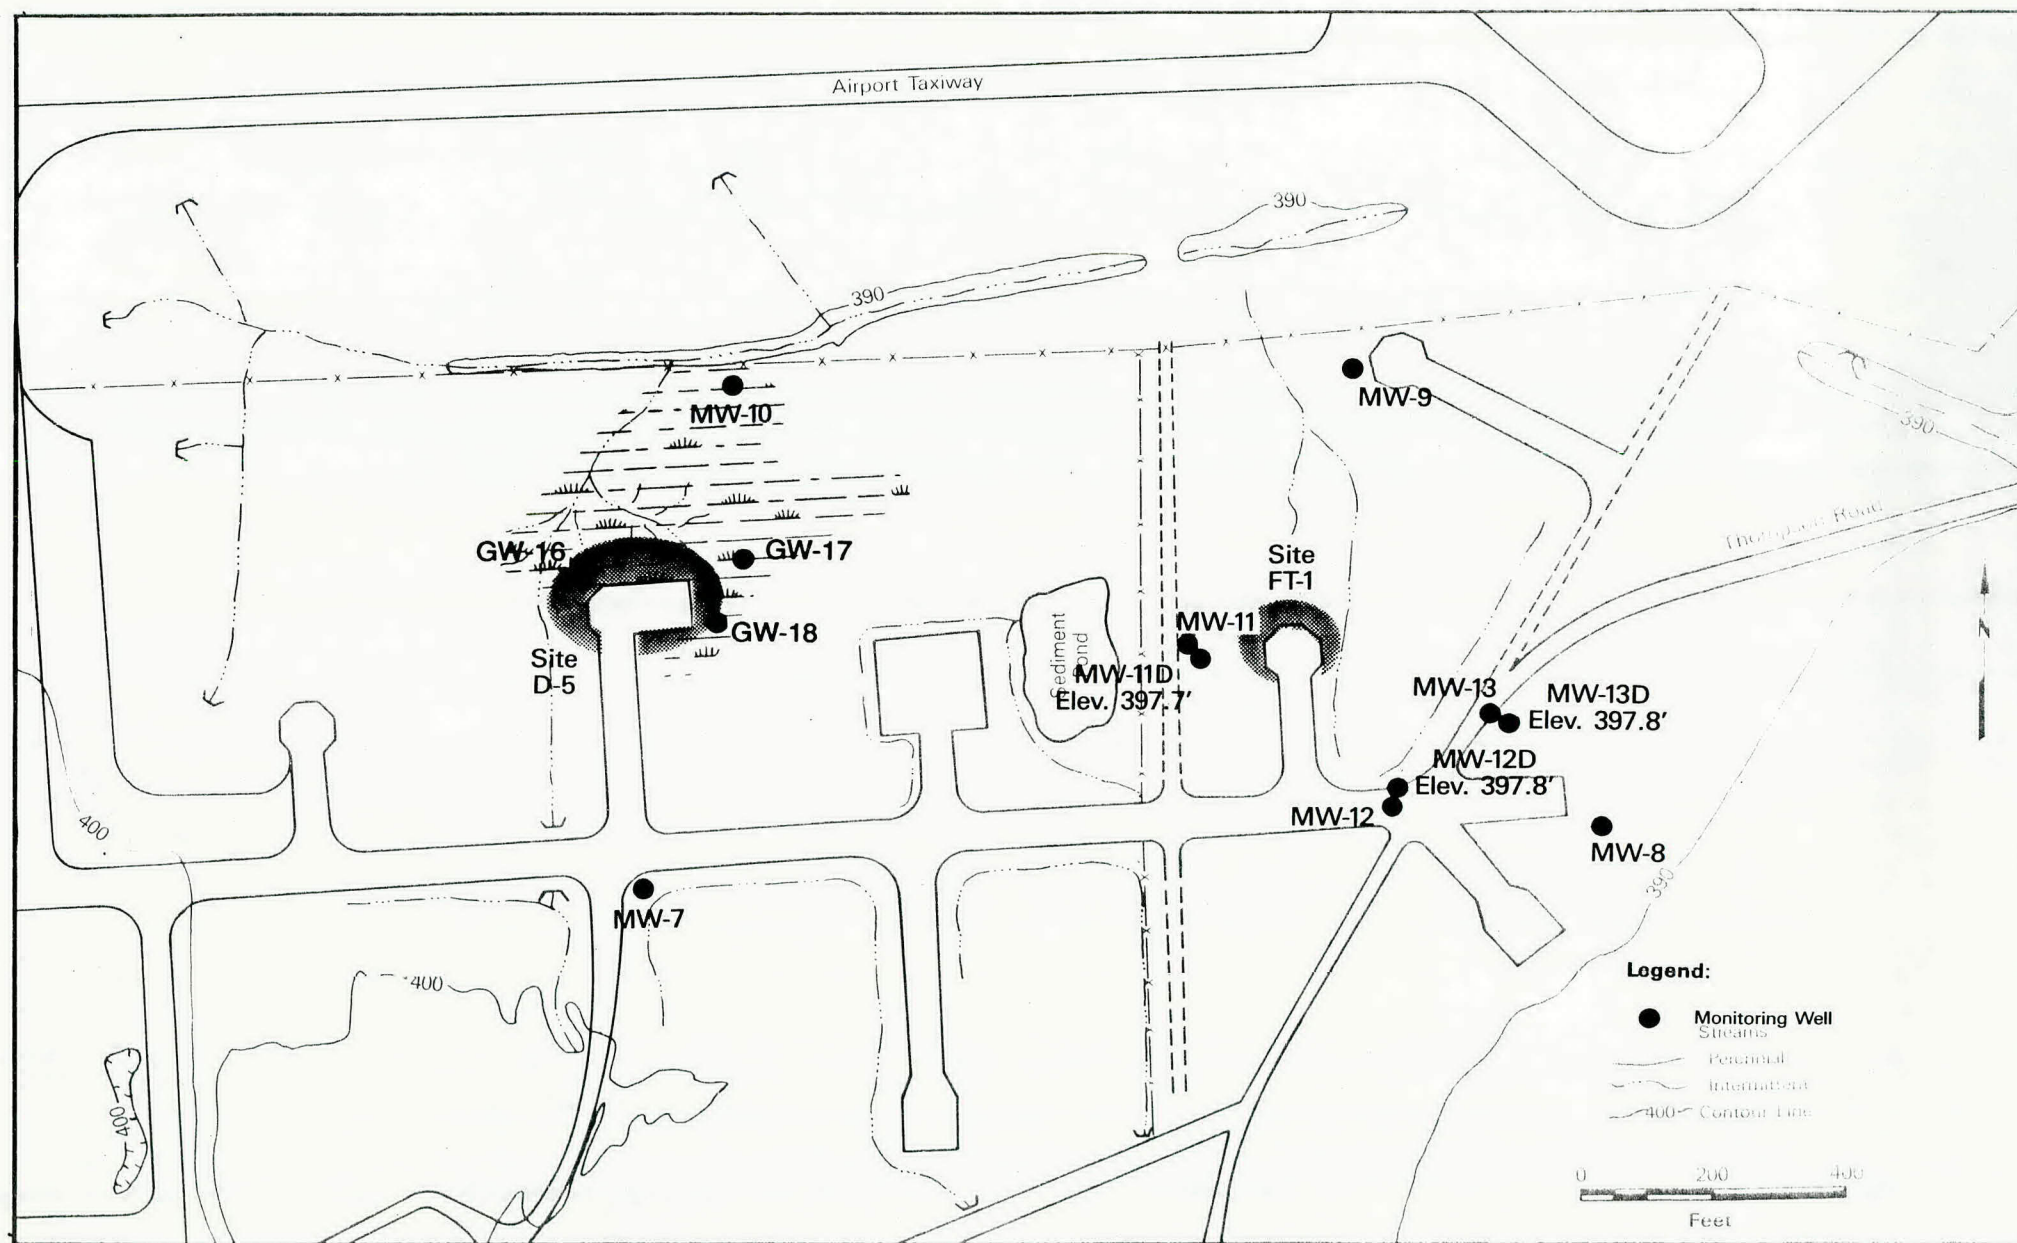 Airport Taxiway
390
390
MW-10
MW-9
390
Thompson Road
GW-16
GW-17
Site
FT-1
GW-18
Site
D-5
Sediment
Pond
MW-11
MW-11D
Elev. 397.7'
MW-13
MW-13D
Elev. 397.8'
MW-12D
Elev. 397.8'
MW-12
MW-8
N
400
390
MW-7
400
400
Legend:
Monitoring Well
Streams
Perennial
Intermittent
400 Contour Line
0 200 400
Feet